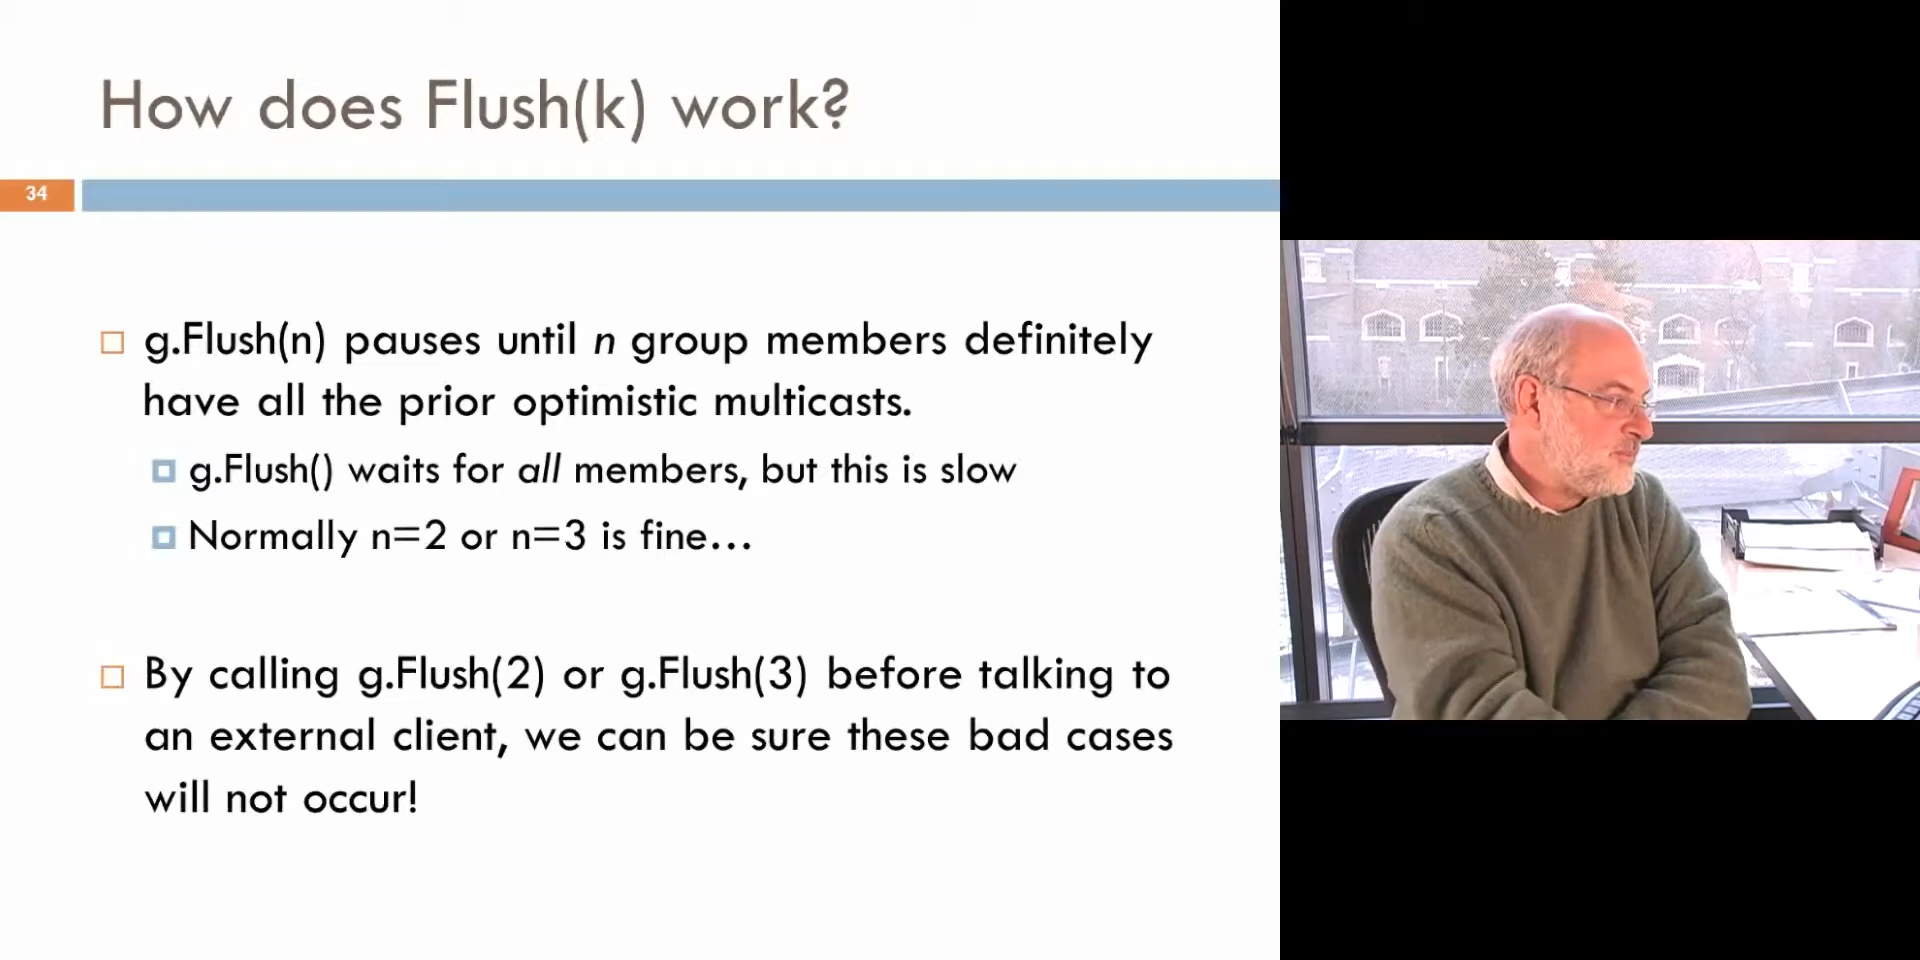 How does Flush(k) work?
34
g.Flush(n) pauses until n group members definitely
have all the prior optimistic multicasts.
g.Flush() waits for all members, but this is slow
Normally n=2 or n=3 is fine…
By calling g.Flush(2) or g.Flush(3) before talking to
an external client, we can be sure these bad cases
will not occur!